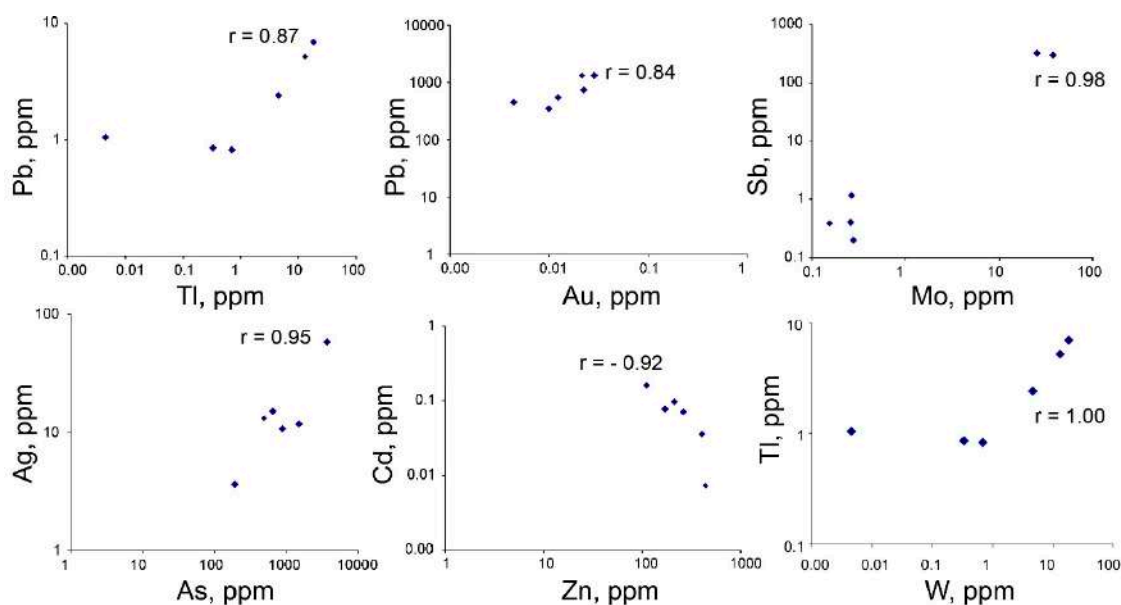 10
1
0.1
Pb, ppm
r = 0.87
0.00
0.01
0.1
1
10
100
Tl, ppm
10000
1000
100
10
1
Pb, ppm
r = 0.84
0.00
0.01
0.1
1
Au, ppm
1000
100
10
1
0.1
Sb, ppm
r = 0.98
0.1
1
10
100
Mo, ppm
100
10
1
Ag, ppm
r = 0.95
1
10
100
1000
10000
As, ppm
1
0.1
0.01
0.00
Cd, ppm
r = - 0.92
1
10
100
1000
Zn, ppm
10
1
0.1
Tl, ppm
r = 1.00
0.00
0.01
0.1
1
10
100
W, ppm